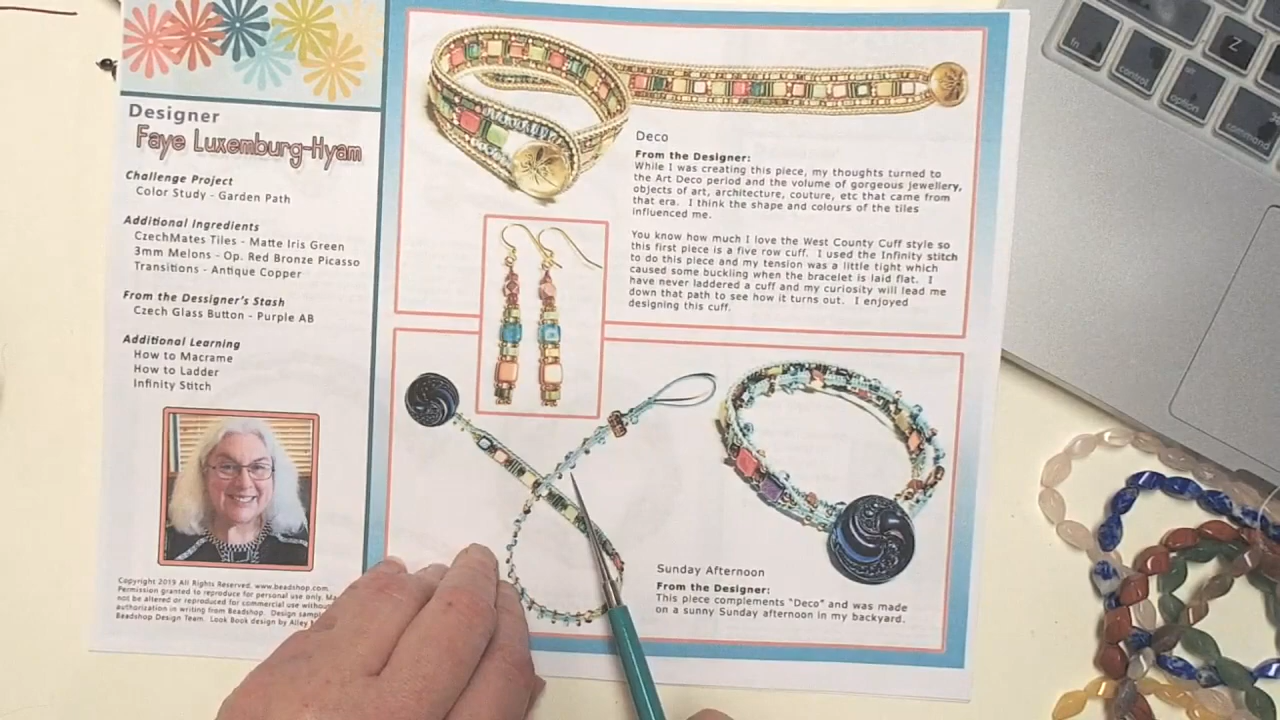 Designer
Faye Luxemburg-Hyam
Challenge Project
Color Study - Garden Path
Additional Ingredients
CzechMates Tiles - Matte Iris Green
3mm Melons - Op. Red Bronze Picasso
Transitions - Antique Copper
From the Dessigner's Stash
Czech Glass Button - Purple AB
Additional Learning
How to Macrame
How to Ladder
Infinity Stitch
Copyright 2019 All Rights Reserved, www.beadshop.com.
Permission granted to reproduce for personal use only.
not be altered or reproduced for commercial use
authorization in writing from Beadshop. Design
Beadshop Design Team. Look Book design by Alley
Deco
From the Designer:
While I was creating this piece, my thoughts turned to
the Art Deco period and the volume of gorgeous jewellery,
objects of art, architecture, couture, etc that came from
that era. I think the shape and colours of the tiles
influenced me.
You know how much I love the West County Cuff style so
this first piece is a five row cuff. I used the Infinity stitch
to do this piece and my tension was a little tight which
caused some buckling when the bracelet is laid flat. I
have never laddered a cuff and my curiosity will lead me
down that path to see how it turns out. I enjoyed
designing this cuff.
Sunday Afternoon
From the Designer:
This piece complements "Deco" and was made
on a sunny Sunday afternoon in my backyard.
fn
control
option
command
Z